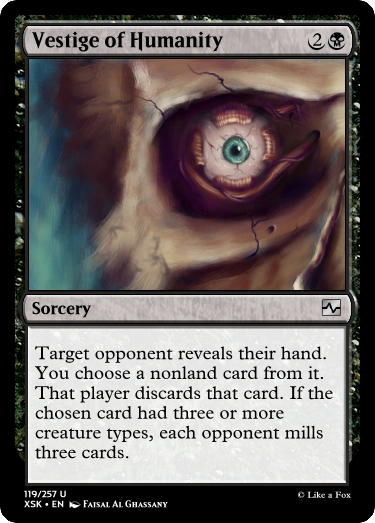 Vestige of Humanity 2
Sorcery
Target opponent reveals their hand.
You choose a nonland card from it.
That player discards that card. If the
chosen card had three or more
creature types, each opponent mills
three cards.
119/257 U
XSK • EN Faisal Al Ghassany
© Like a Fox